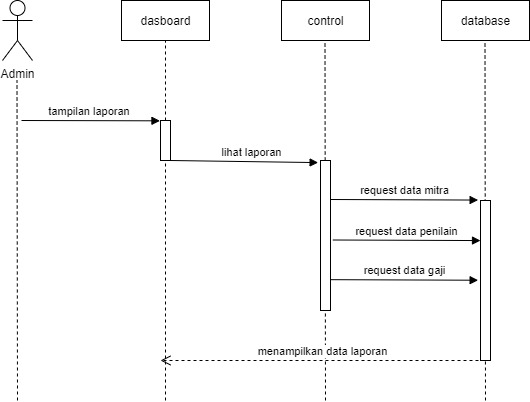 dasboard
control
database
Admin
tampilan laporan
lihat laporan
request data mitra
request data penilain
request data gaji
menampilkan data laporan